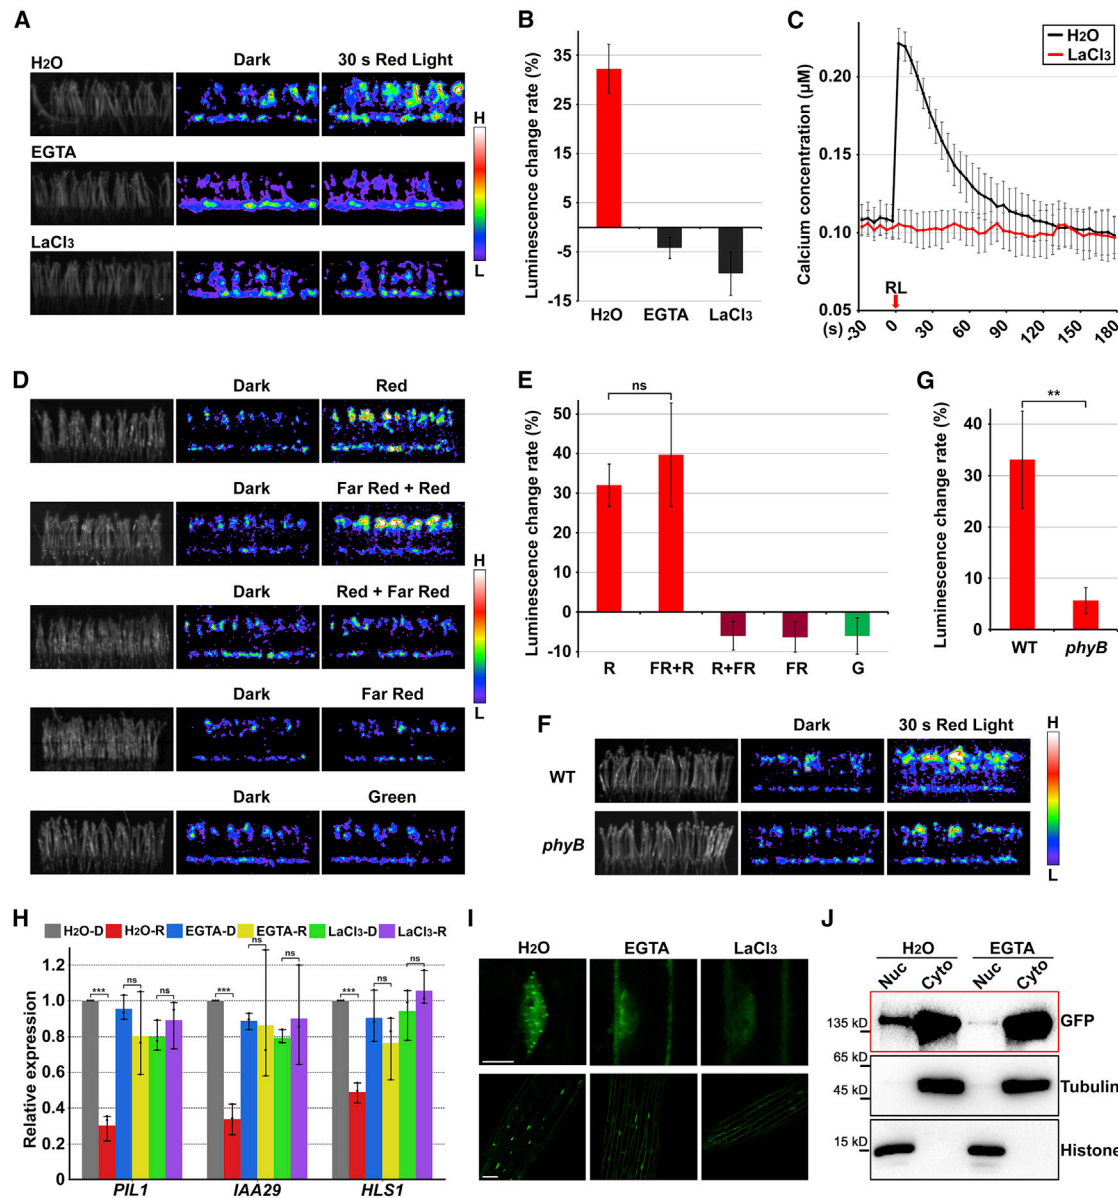 A
H2O
Dark
30 s Red Light
EGTA
LaCl3
H
L
B
Luminescence change rate (%)
35
25
15
5
-5
-15
H2O
EGTA
LaCl3
C
H2O
LaCl3
Calcium concentration (µM)
0.20
0.15
0.10
0.05
RL
(s)
-30
0
30
60
90
120
150
180
D
Dark
Red
Dark
Far Red + Red
Dark
Red + Far Red
Dark
Far Red
Dark
Green
H
L
E
Luminescence change rate (%)
ns
50
40
30
20
10
0
-10
R
FR+R
R+FR
FR
G
G
Luminescence change rate (%)
**
40
30
20
10
0
WT
phyB
F
Dark
30 s Red Light
WT
phyB
H
L
H
H2O-D
H2O-R
EGTA-D
EGTA-R
LaCl3-D
LaCl3-R
Relative expression
1.2
1.0
0.8
0.6
0.4
0.2
0
***
ns
ns
***
ns
ns
***
ns
ns
PIL1
IAA29
HLS1
I
H2O
EGTA
LaCl3
J
H2O
EGTA
Nuc
Cyto
Nuc
Cyto
135 kD
GFP
65 kD
45 kD
Tubulin
15 kD
Histone